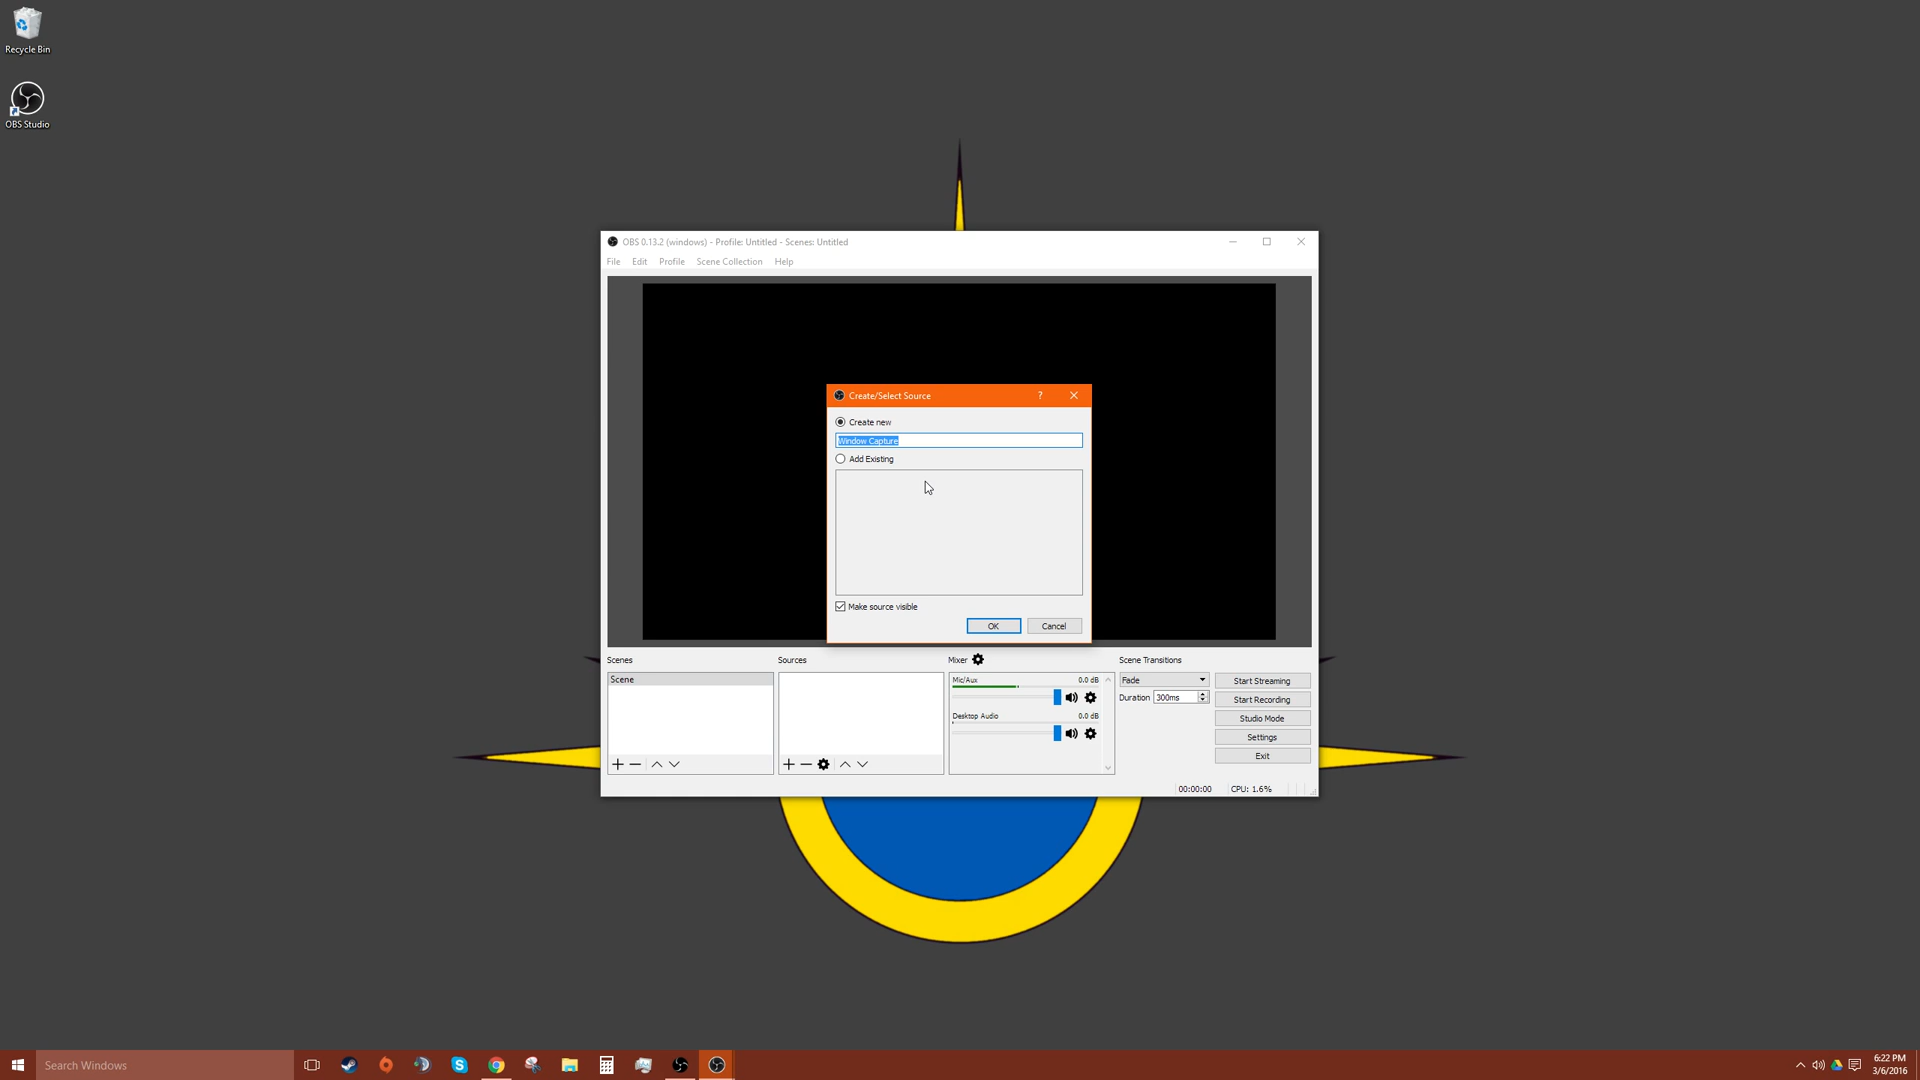 Recycle Bin
OBS Studio
OBS 0.13.2 (windows) - Profile: Untitled - Scenes: Untitled
File Edit Profile Scene Collection Help
Create/Select Source ?
Create new
Window Capture
Add Existing
Make source visible
OK Cancel
Scenes Sources Mixer Scene Transitions
Scene
Mic/Aux 0.0 dB
Desktop Audio 0.0 dB
Fade
Duration 300ms
Start Streaming
Start Recording
Studio Mode
Settings
Exit
00:00:00 CPU: 1.6%
Search Windows
6:22 PM
3/6/2016